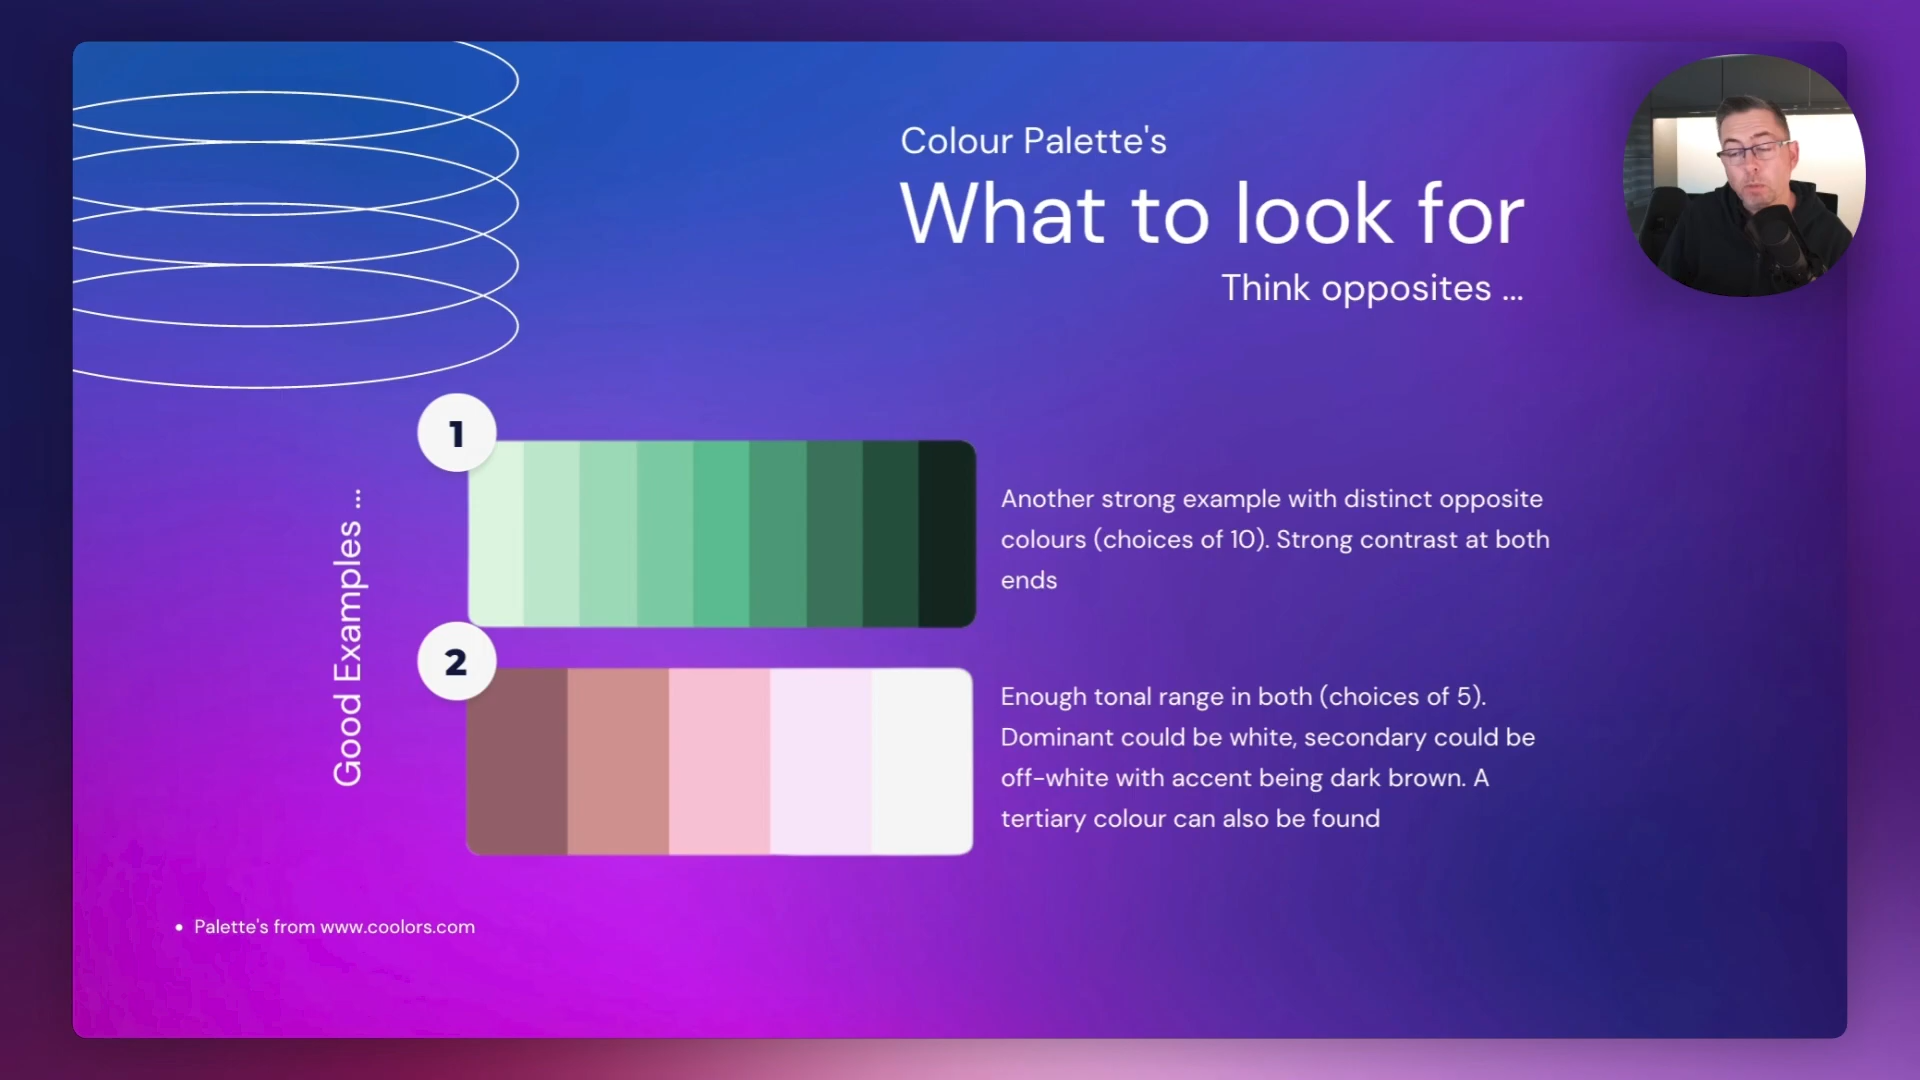 Colour Palette's
What to look for
Think opposites ...
Good Examples ...
1
Another strong example with distinct opposite
colours (choices of 10). Strong contrast at both
ends
2
Enough tonal range in both (choices of 5).
Dominant could be white, secondary could be
off-white with accent being dark brown. A
tertiary colour can also be found
• Palette's from www.coolors.com